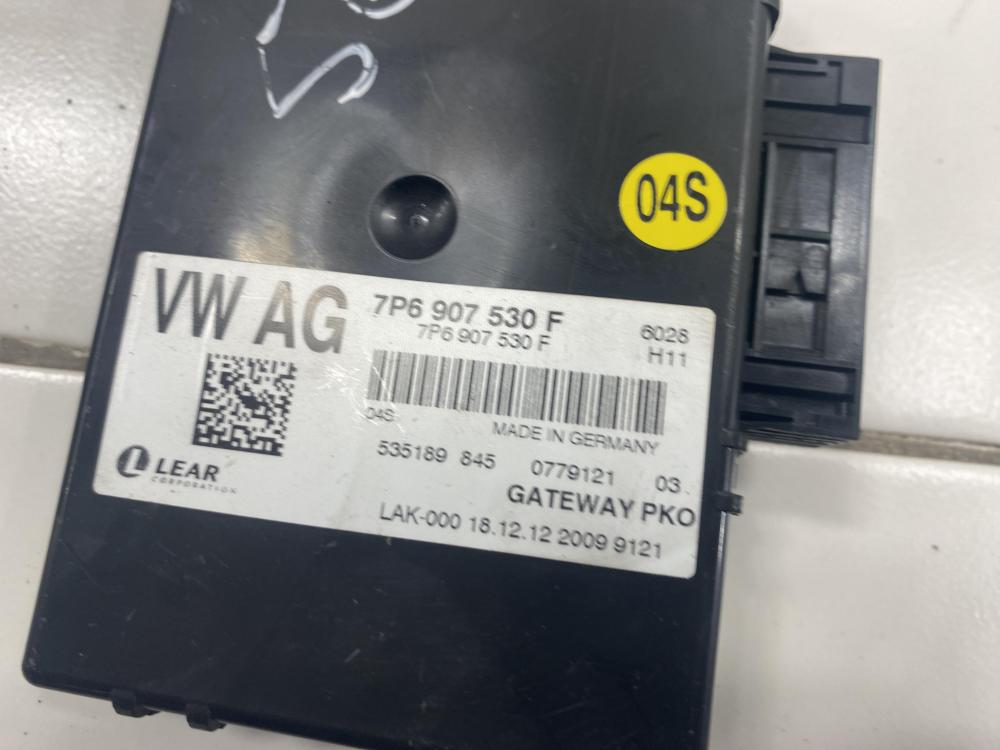 04S
VW AG
7P6 907 530 F
7P6 907 530 F
6028
H11
04S
MADE IN GERMANY
535189 845 0779121 03
LEAR
CORPORATION
GATEWAY PKO
LAK-000 18.12.12 2009 9121